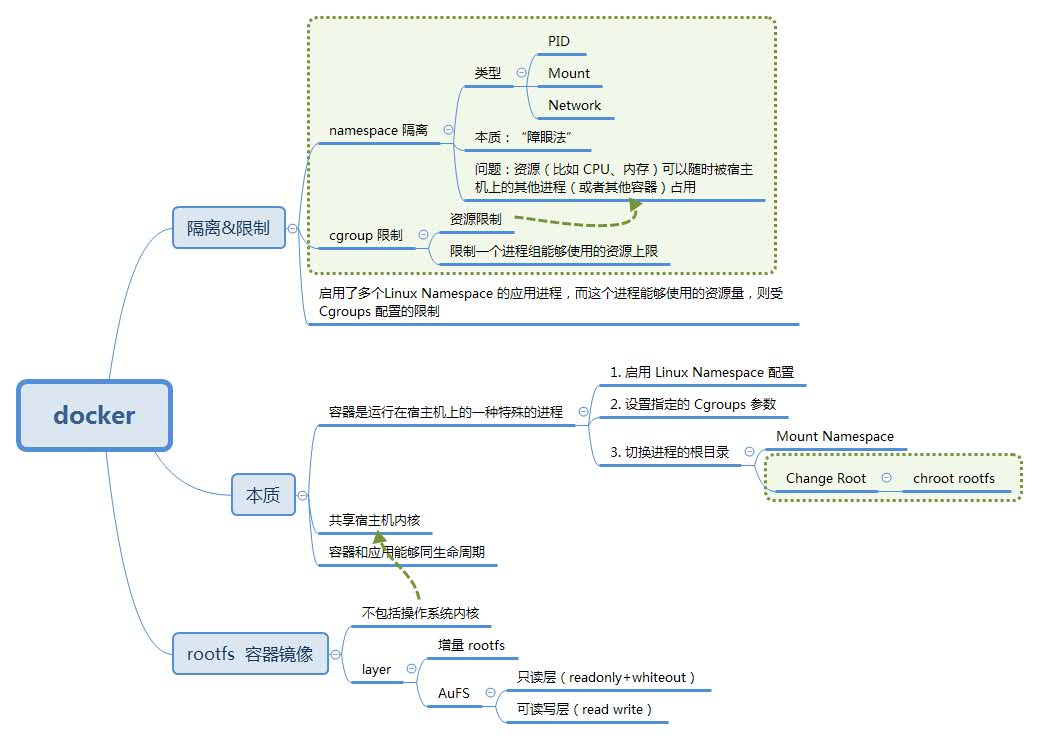 docker
隔离&限制
namespace 隔离
类型
PID
Mount
Network
本质：“障眼法”
问题：资源（比如 CPU、内存）可以随时被宿主
机上的其他进程（或者其他容器）占用
cgroup 限制
资源限制
限制一个进程组能够使用的资源上限
启用了多个Linux Namespace 的应用进程，而这个进程能够使用的资源量，则受
Cgroups 配置的限制
本质
容器是运行在宿主机上的一种特殊的进程
1. 启用 Linux Namespace 配置
2. 设置指定的 Cgroups 参数
3. 切换进程的根目录
Mount Namespace
Change Root
chroot rootfs
共享宿主机内核
容器和应用能够同生命周期
rootfs 容器镜像
不包括操作系统内核
layer
增量 rootfs
AuFS
只读层（readonly+whiteout）
可读写层（read write）